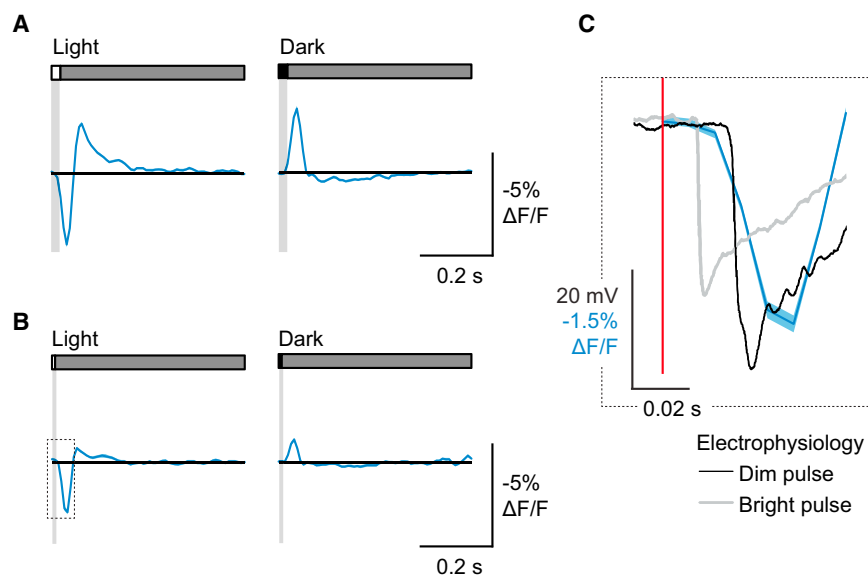 A
Light
Dark
-5%
ΔF/F
0.2 s
B
Light
Dark
-5%
ΔF/F
0.2 s
C
20 mV
-1.5%
ΔF/F
0.02 s
Electrophysiology
Dim pulse
Bright pulse